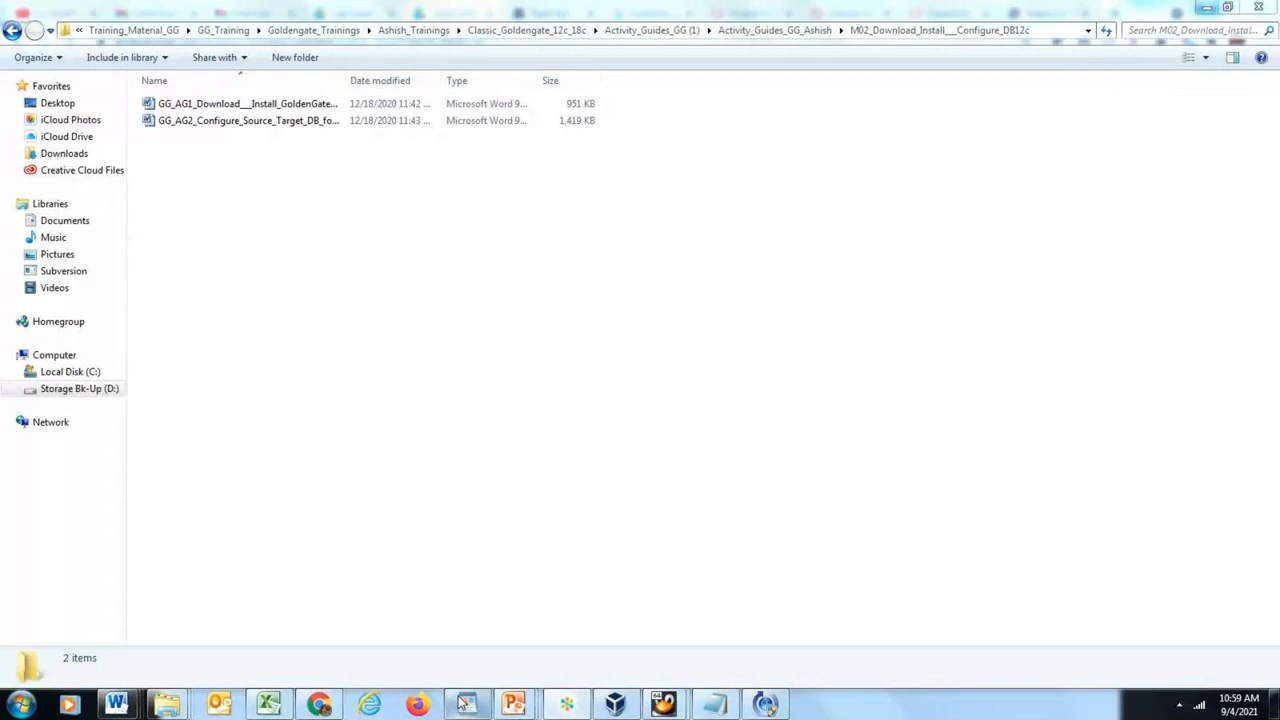 « Training_Material_GG ▸ GG_Training ▸ Goldengate_Trainings ▸ Ashish_Trainings ▸ Classic_Goldengate_12c_18c ▸ Activity_Guides_GG (1) ▸ Activity_Guides_GG_Ashish ▸ M02_Download_Install___Configure_DB12c
Search M02_Download_Instal...
Organize Include in library Share with New folder
Name Date modified Type Size
GG_AG1_Download___Install_GoldenGate... 12/18/2020 11:42 ... Microsoft Word 9... 951 KB
GG_AG2_Configure_Source_Target_DB_fo... 12/18/2020 11:43 ... Microsoft Word 9... 1,419 KB
Favorites
Desktop
iCloud Photos
iCloud Drive
Downloads
Creative Cloud Files
Libraries
Documents
Music
Pictures
Subversion
Videos
Homegroup
Computer
Local Disk (C:)
Storage Bk-Up (D:)
Network
2 items
10:59 AM
9/4/2021